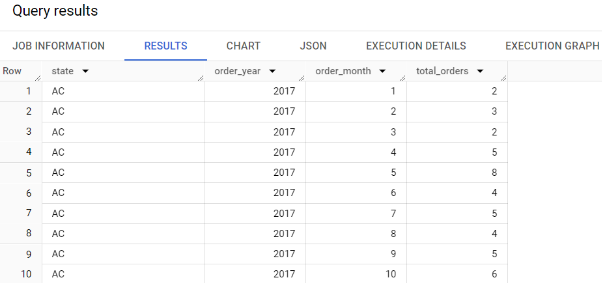 Query results
JOB INFORMATION RESULTS CHART JSON EXECUTION DETAILS EXECUTION GRAPH
Row state order_year order_month total_orders
1 AC 2017 1 2
2 AC 2017 2 3
3 AC 2017 3 2
4 AC 2017 4 5
5 AC 2017 5 8
6 AC 2017 6 4
7 AC 2017 7 5
8 AC 2017 8 4
9 AC 2017 9 5
10 AC 2017 10 6